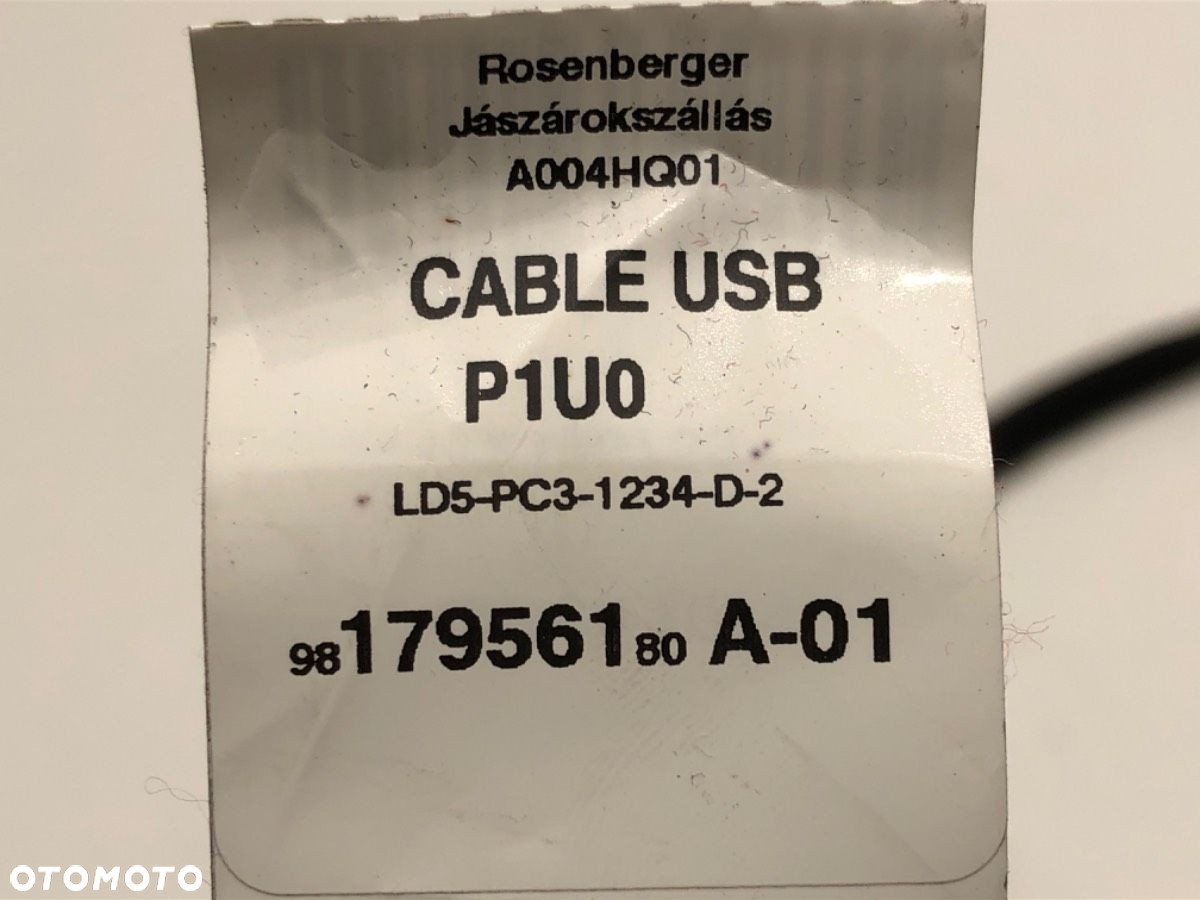 Rosenberger
Jászárokszállás
A004HQ01
CABLE USB
P1U0
LD5-PC3-1234-D-2
9817956180 A-01
OTOMOTO